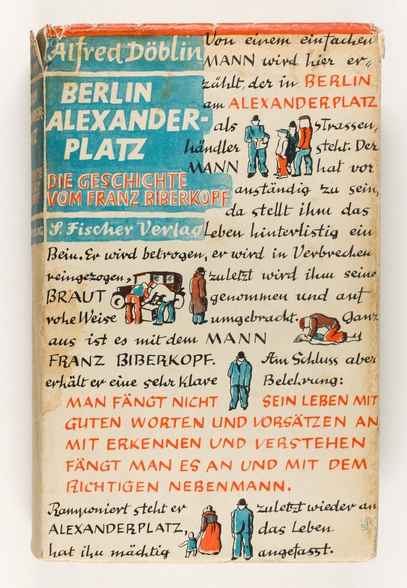 Alfred Döblin
BERLIN
ALEXANDER-
PLATZ
DIE GESCHICHTE
VOM FRANZ BIBERKOPF
S. Fischer Verlag
Von einem einfachen
MANN wird hier er-
zählt, der in BERLIN
am ALEXANDERPLATZ
als Strassen-
händler steht. Der
MANN hat vor
anständig zu sein,
da stellt ihm das
Leben hinterlistig ein
Bein. Er wird betrogen, er wird in Verbrechen
reingezogen, zuletzt wird ihm seine
BRAUT genommen und auf
rohe Weise umgebracht. Ganz
aus ist es mit dem MANN
FRANZ BIBERKOPF. Am Schluss aber
erhält er eine sehr klare Belehrung:
MAN FÄNGT NICHT SEIN LEBEN MIT
GUTEN WORTEN UND VORSÄTZEN AN
MIT ERKENNEN UND VERSTEHEN
FÄNGT MAN ES AN UND MIT DEM
RICHTIGEN NEBENMANN.
Ramponiert steht er zuletzt wieder am
ALEXANDERPLATZ, das Leben
hat ihn mächtig angefasst.